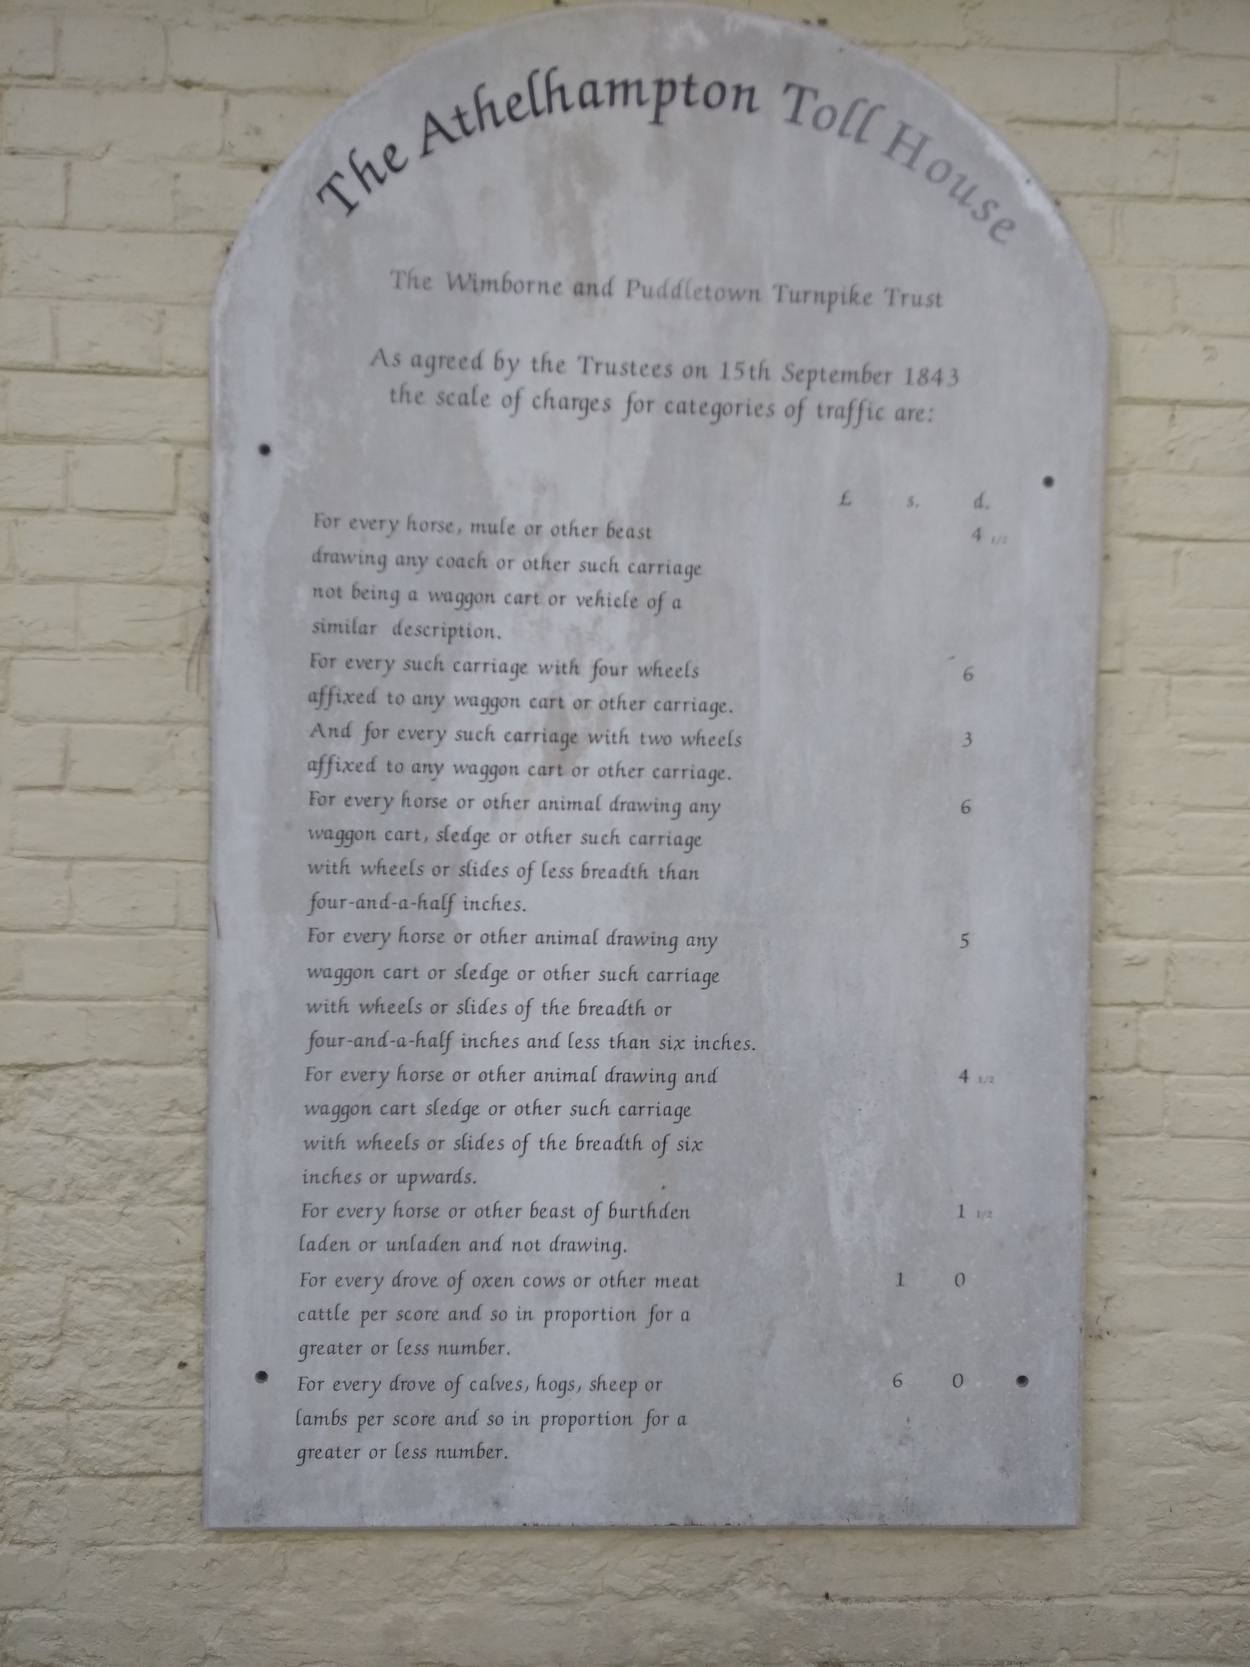 The Athelhampton Toll House
The Wimborne and Puddletown Turnpike Trust
As agreed by the Trustees on 15th September 1843
the scale of charges for categories of traffic are:
£ s. d.
For every horse, mule or other beast 4 1/2
drawing any coach or other such carriage
not being a waggon cart or vehicle of a
similar description.
For every such carriage with four wheels 6
affixed to any waggon cart or other carriage.
And for every such carriage with two wheels 3
affixed to any waggon cart or other carriage.
For every horse or other animal drawing any 6
waggon cart, sledge or other such carriage
with wheels or slides of less breadth than
four-and-a-half inches.
For every horse or other animal drawing any 5
waggon cart or sledge or other such carriage
with wheels or slides of the breadth or
four-and-a-half inches and less than six inches.
For every horse or other animal drawing and 4 1/2
waggon cart sledge or other such carriage
with wheels or slides of the breadth of six
inches or upwards.
For every horse or other beast of burthden 1 1/2
laden or unladen and not drawing.
For every drove of oxen cows or other meat 1 0
cattle per score and so in proportion for a
greater or less number.
For every drove of calves, hogs, sheep or 6 0
lambs per score and so in proportion for a
greater or less number.